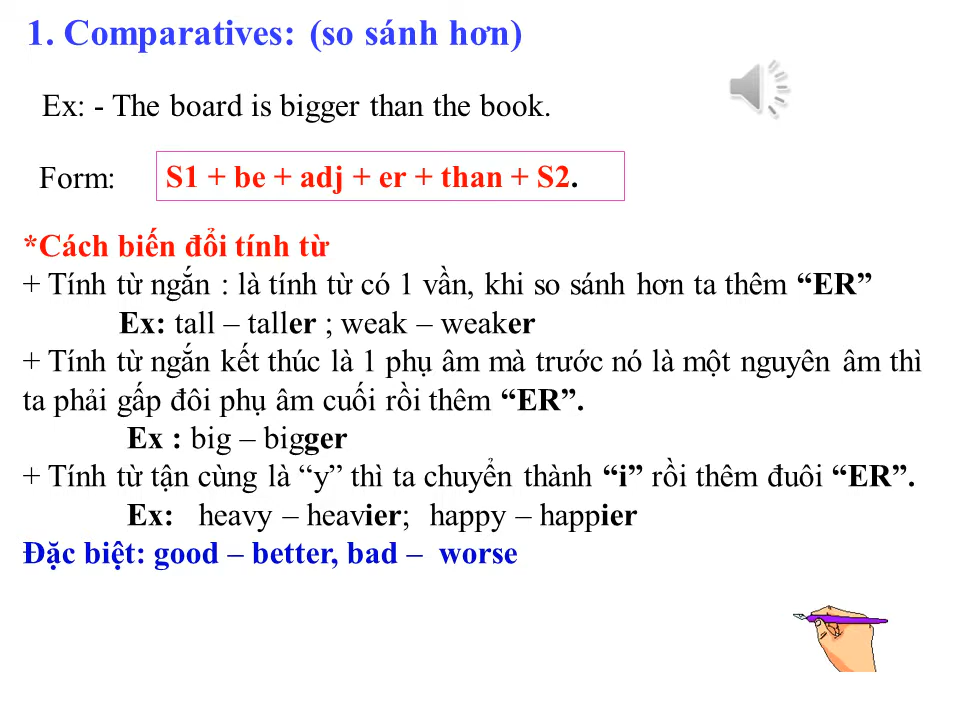 1. Comparatives: (so sánh hơn)
Ex: - The board is bigger than the book.
Form: S1 + be + adj + er + than + S2.
*Cách biến đổi tính từ
+ Tính từ ngắn : là tính từ có 1 vần, khi so sánh hơn ta thêm “ER”
Ex: tall – taller ; weak – weaker
+ Tính từ ngắn kết thúc là 1 phụ âm mà trước nó là một nguyên âm thì
ta phải gấp đôi phụ âm cuối rồi thêm “ER”.
Ex : big – bigger
+ Tính từ tận cùng là “y” thì ta chuyển thành “i” rồi thêm đuôi “ER”.
Ex: heavy – heavier; happy – happier
Đặc biệt: good – better, bad – worse